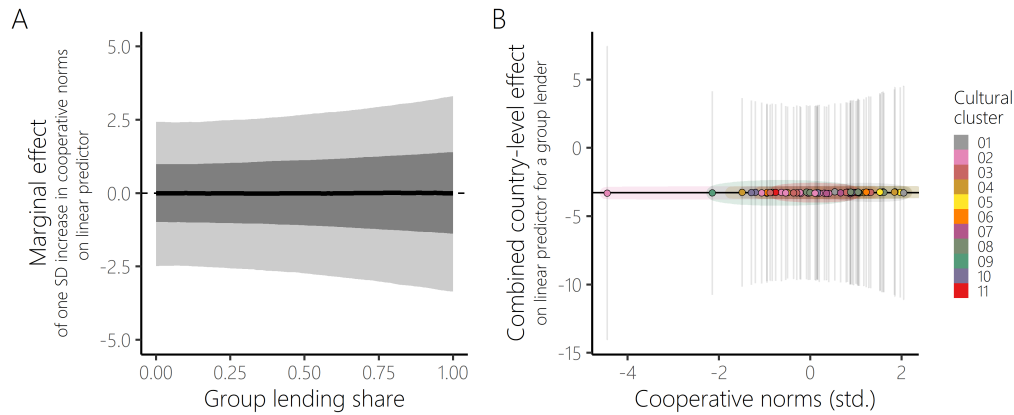 A
Marginal effect
of one SD increase in cooperative norms
on linear predictor
5.0
2.5
0.0
-2.5
-5.0
0.00
0.25
0.50
0.75
1.00
Group lending share
B
Combined country-level effect
on linear predictor for a group lender
5
0
-5
-10
-15
-4
-2
0
2
Cooperative norms (std.)
Cultural
cluster
01
02
03
04
05
06
07
08
09
10
11